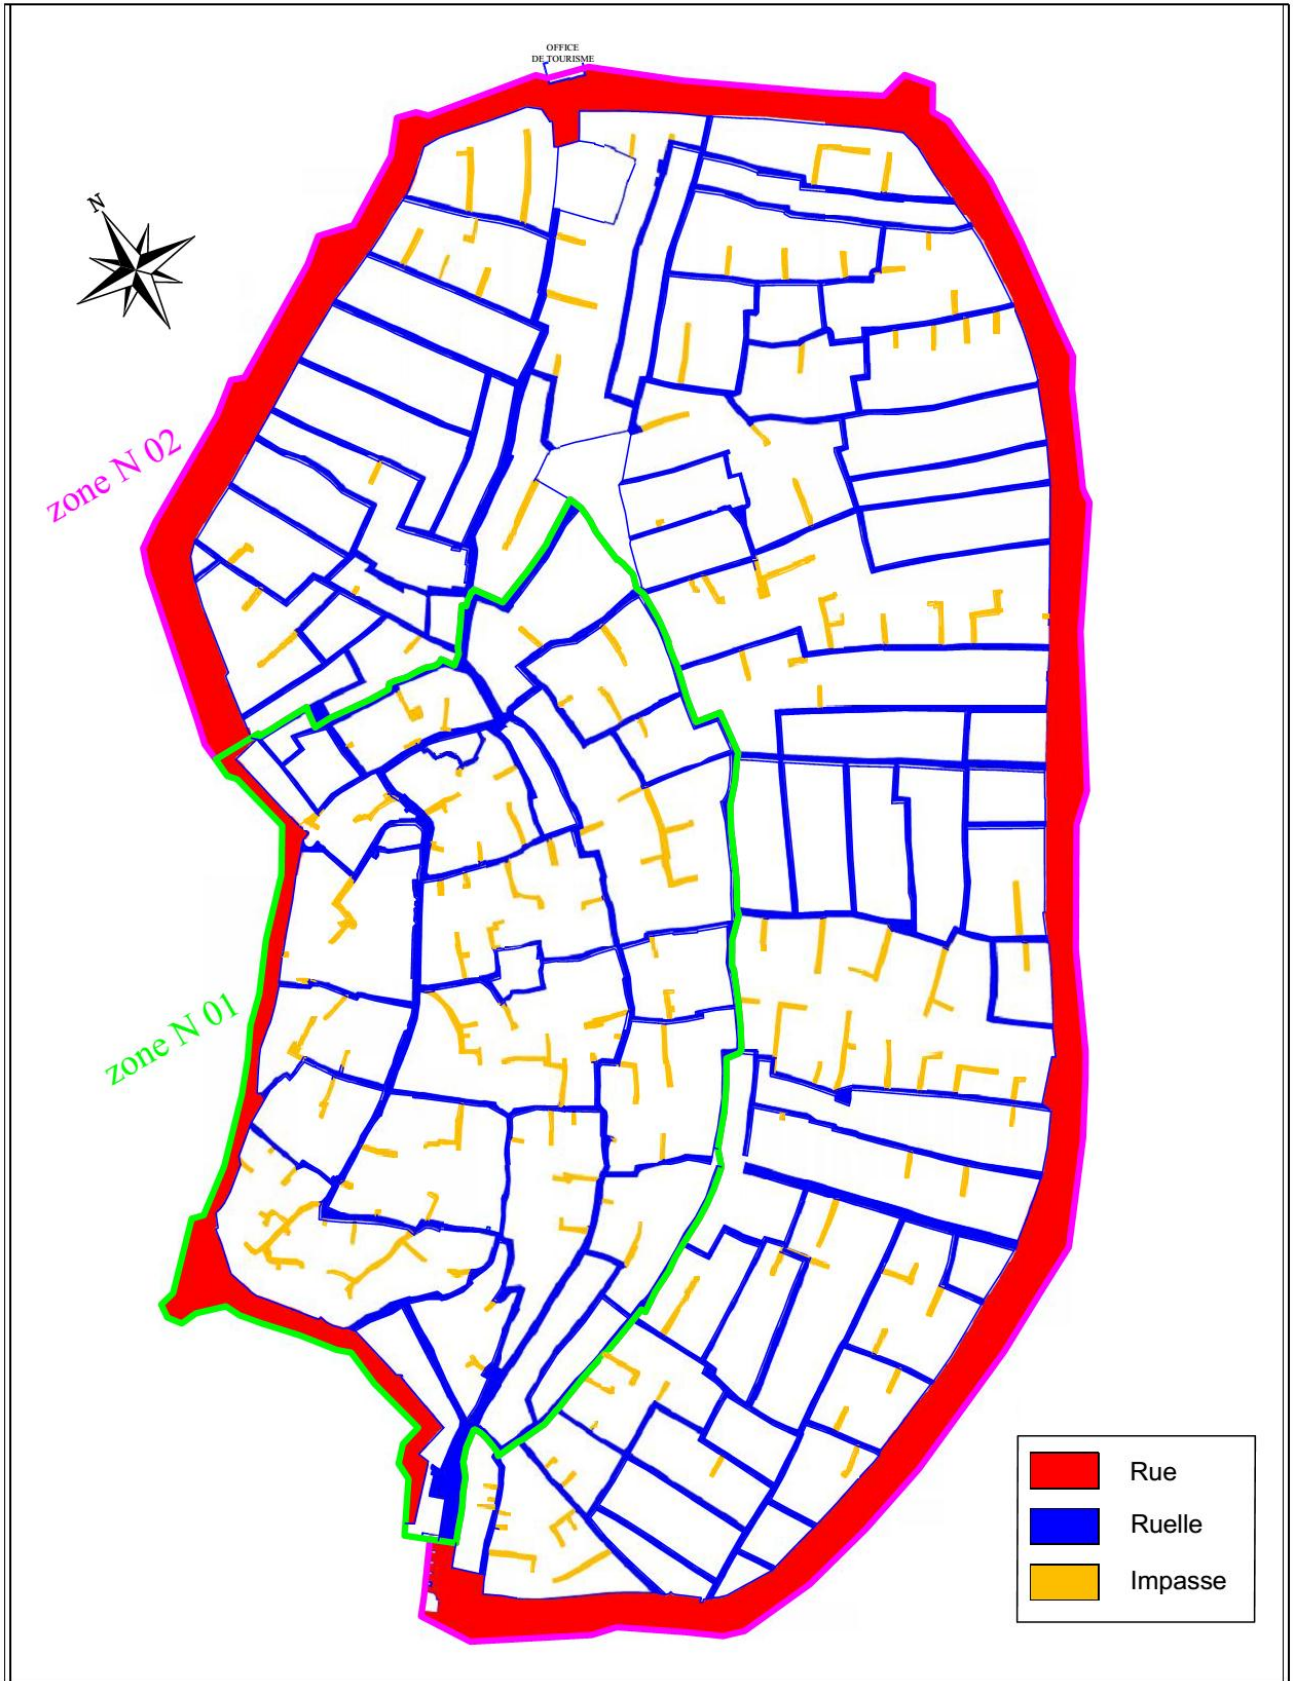 OFFICE
DE TOURISME
N
zone N 02
zone N 01
Rue
Ruelle
Impasse